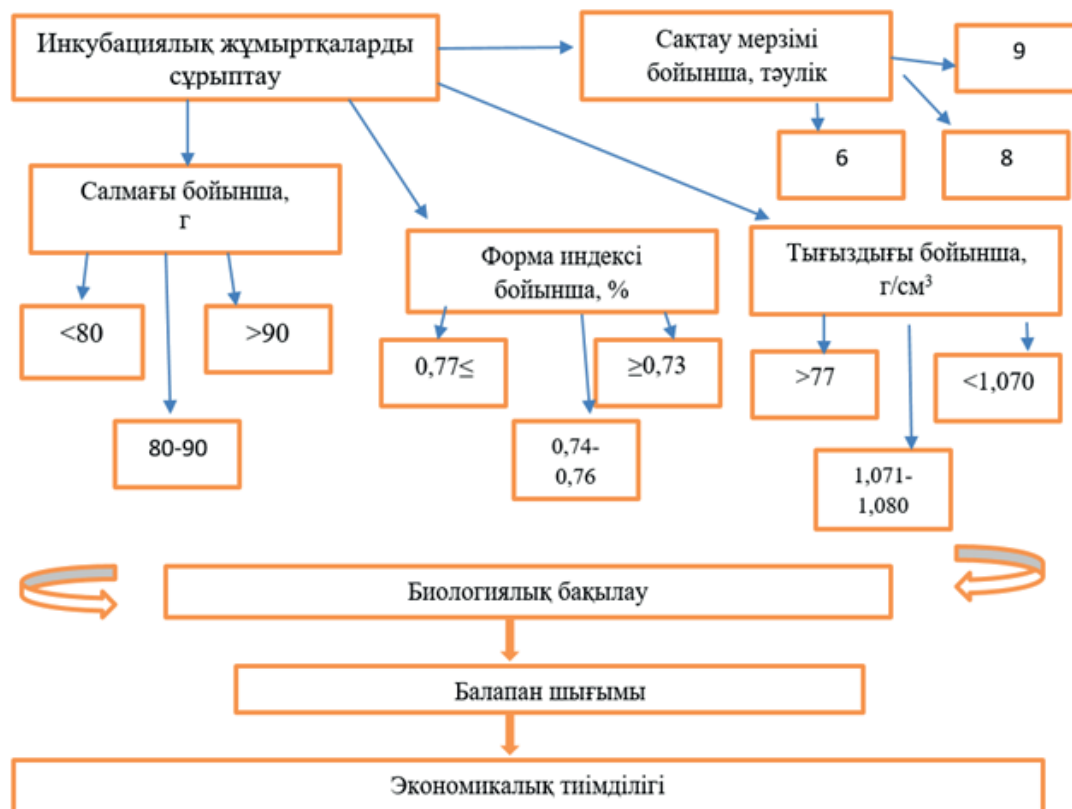 Инкубациялық жұмыртқаларды
сұрыптау
Сақтау мерзімі
бойынша, тәулік
9
6
8
Салмағы бойынша,
г
Форма индексі
бойынша, %
Тығыздығы бойынша,
г/см³
<80
>90
0,77≤
≥0,73
>77
<1,070
80-90
0,74-
0,76
1,071-
1,080
Биологиялық бақылау
Балапан шығымы
Экономикалық тиімділігі